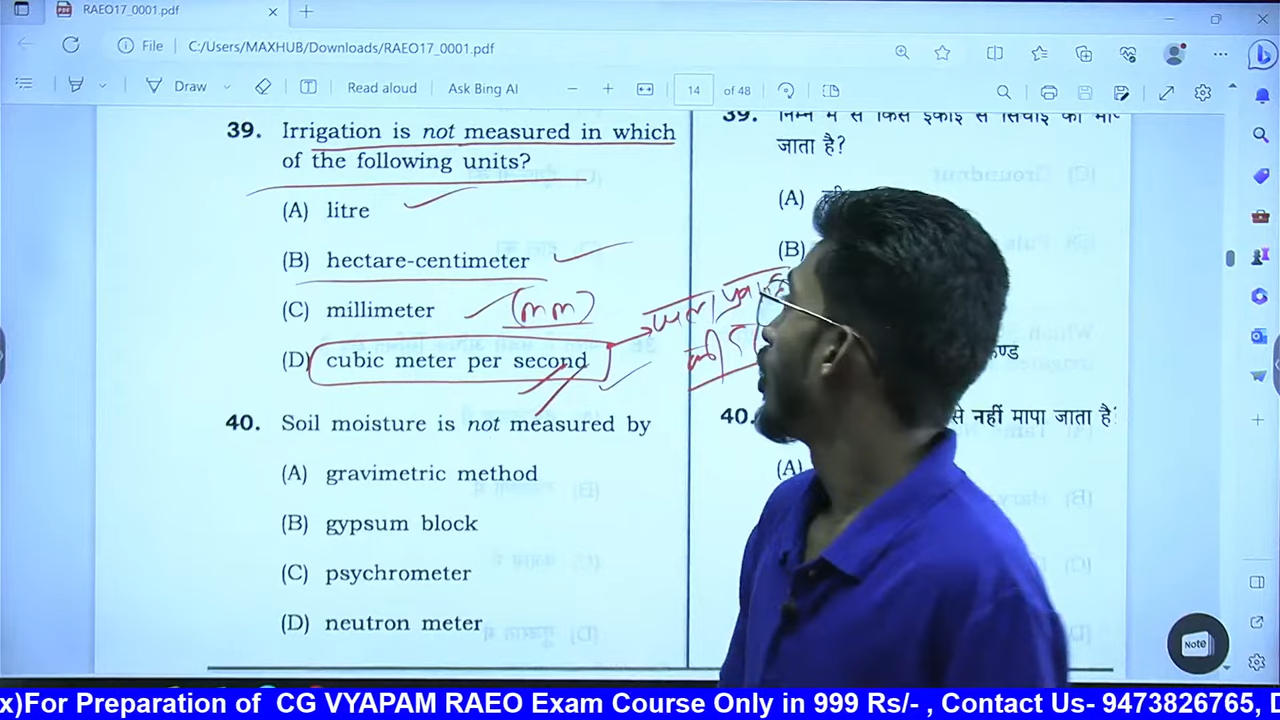 RAEO17_0001.pdf
File C:/Users/MAXHUB/Downloads/RAEO17_0001.pdf
Draw Read aloud Ask Bing AI 14 of 48
39. Irrigation is not measured in which
of the following units?
(A) litre
(B) hectare-centimeter
(C) millimeter (mm)
(D) cubic meter per second
40. Soil moisture is not measured by
(A) gravimetric method
(B) gypsum block
(C) psychrometer
(D) neutron meter
39. निम्न में से किस इकाई से सिंचाई को
जाता है?
(A)
(B)
40. से नहीं मापा जाता है?
(A)
Note
x)For Preparation of CG VYAPAM RAEO Exam Course Only in 999 Rs/- , Contact Us- 9473826765,